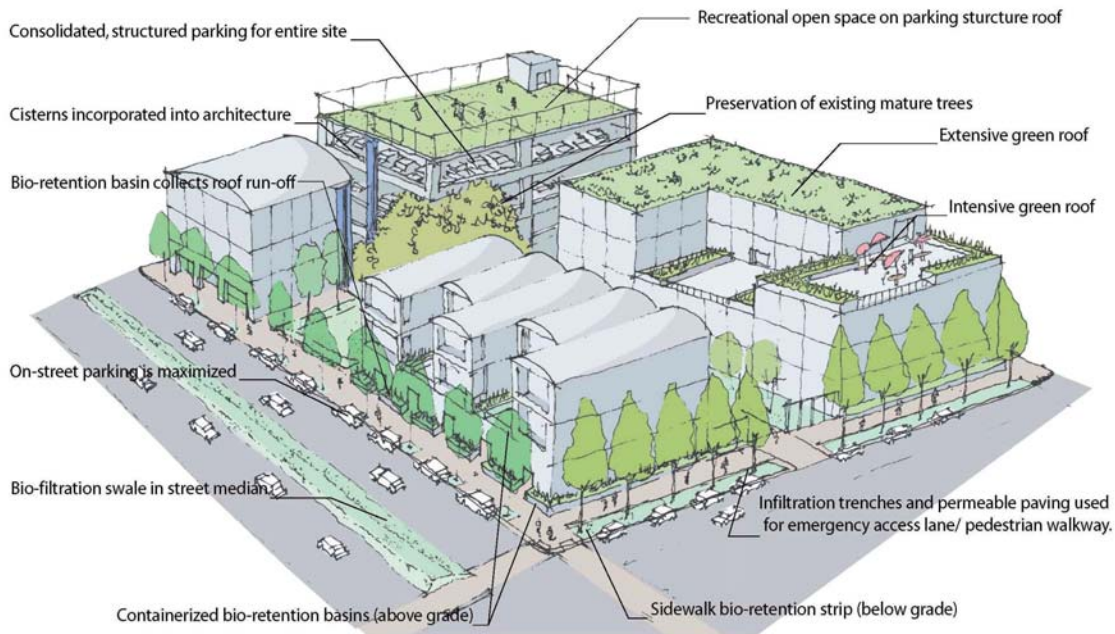 Consolidated, structured parking for entire site
Recreational open space on parking sturcture roof
Cisterns incorporated into architecture
Preservation of existing mature trees
Extensive green roof
Bio-retention basin collects roof run-off
Intensive green roof
On-street parking is maximized
Bio-filtration swale in street median
Infiltration trenches and permeable paving used
for emergency access lane/ pedestrian walkway.
Containerized bio-retention basins (above grade)
Sidewalk bio-retention strip (below grade)